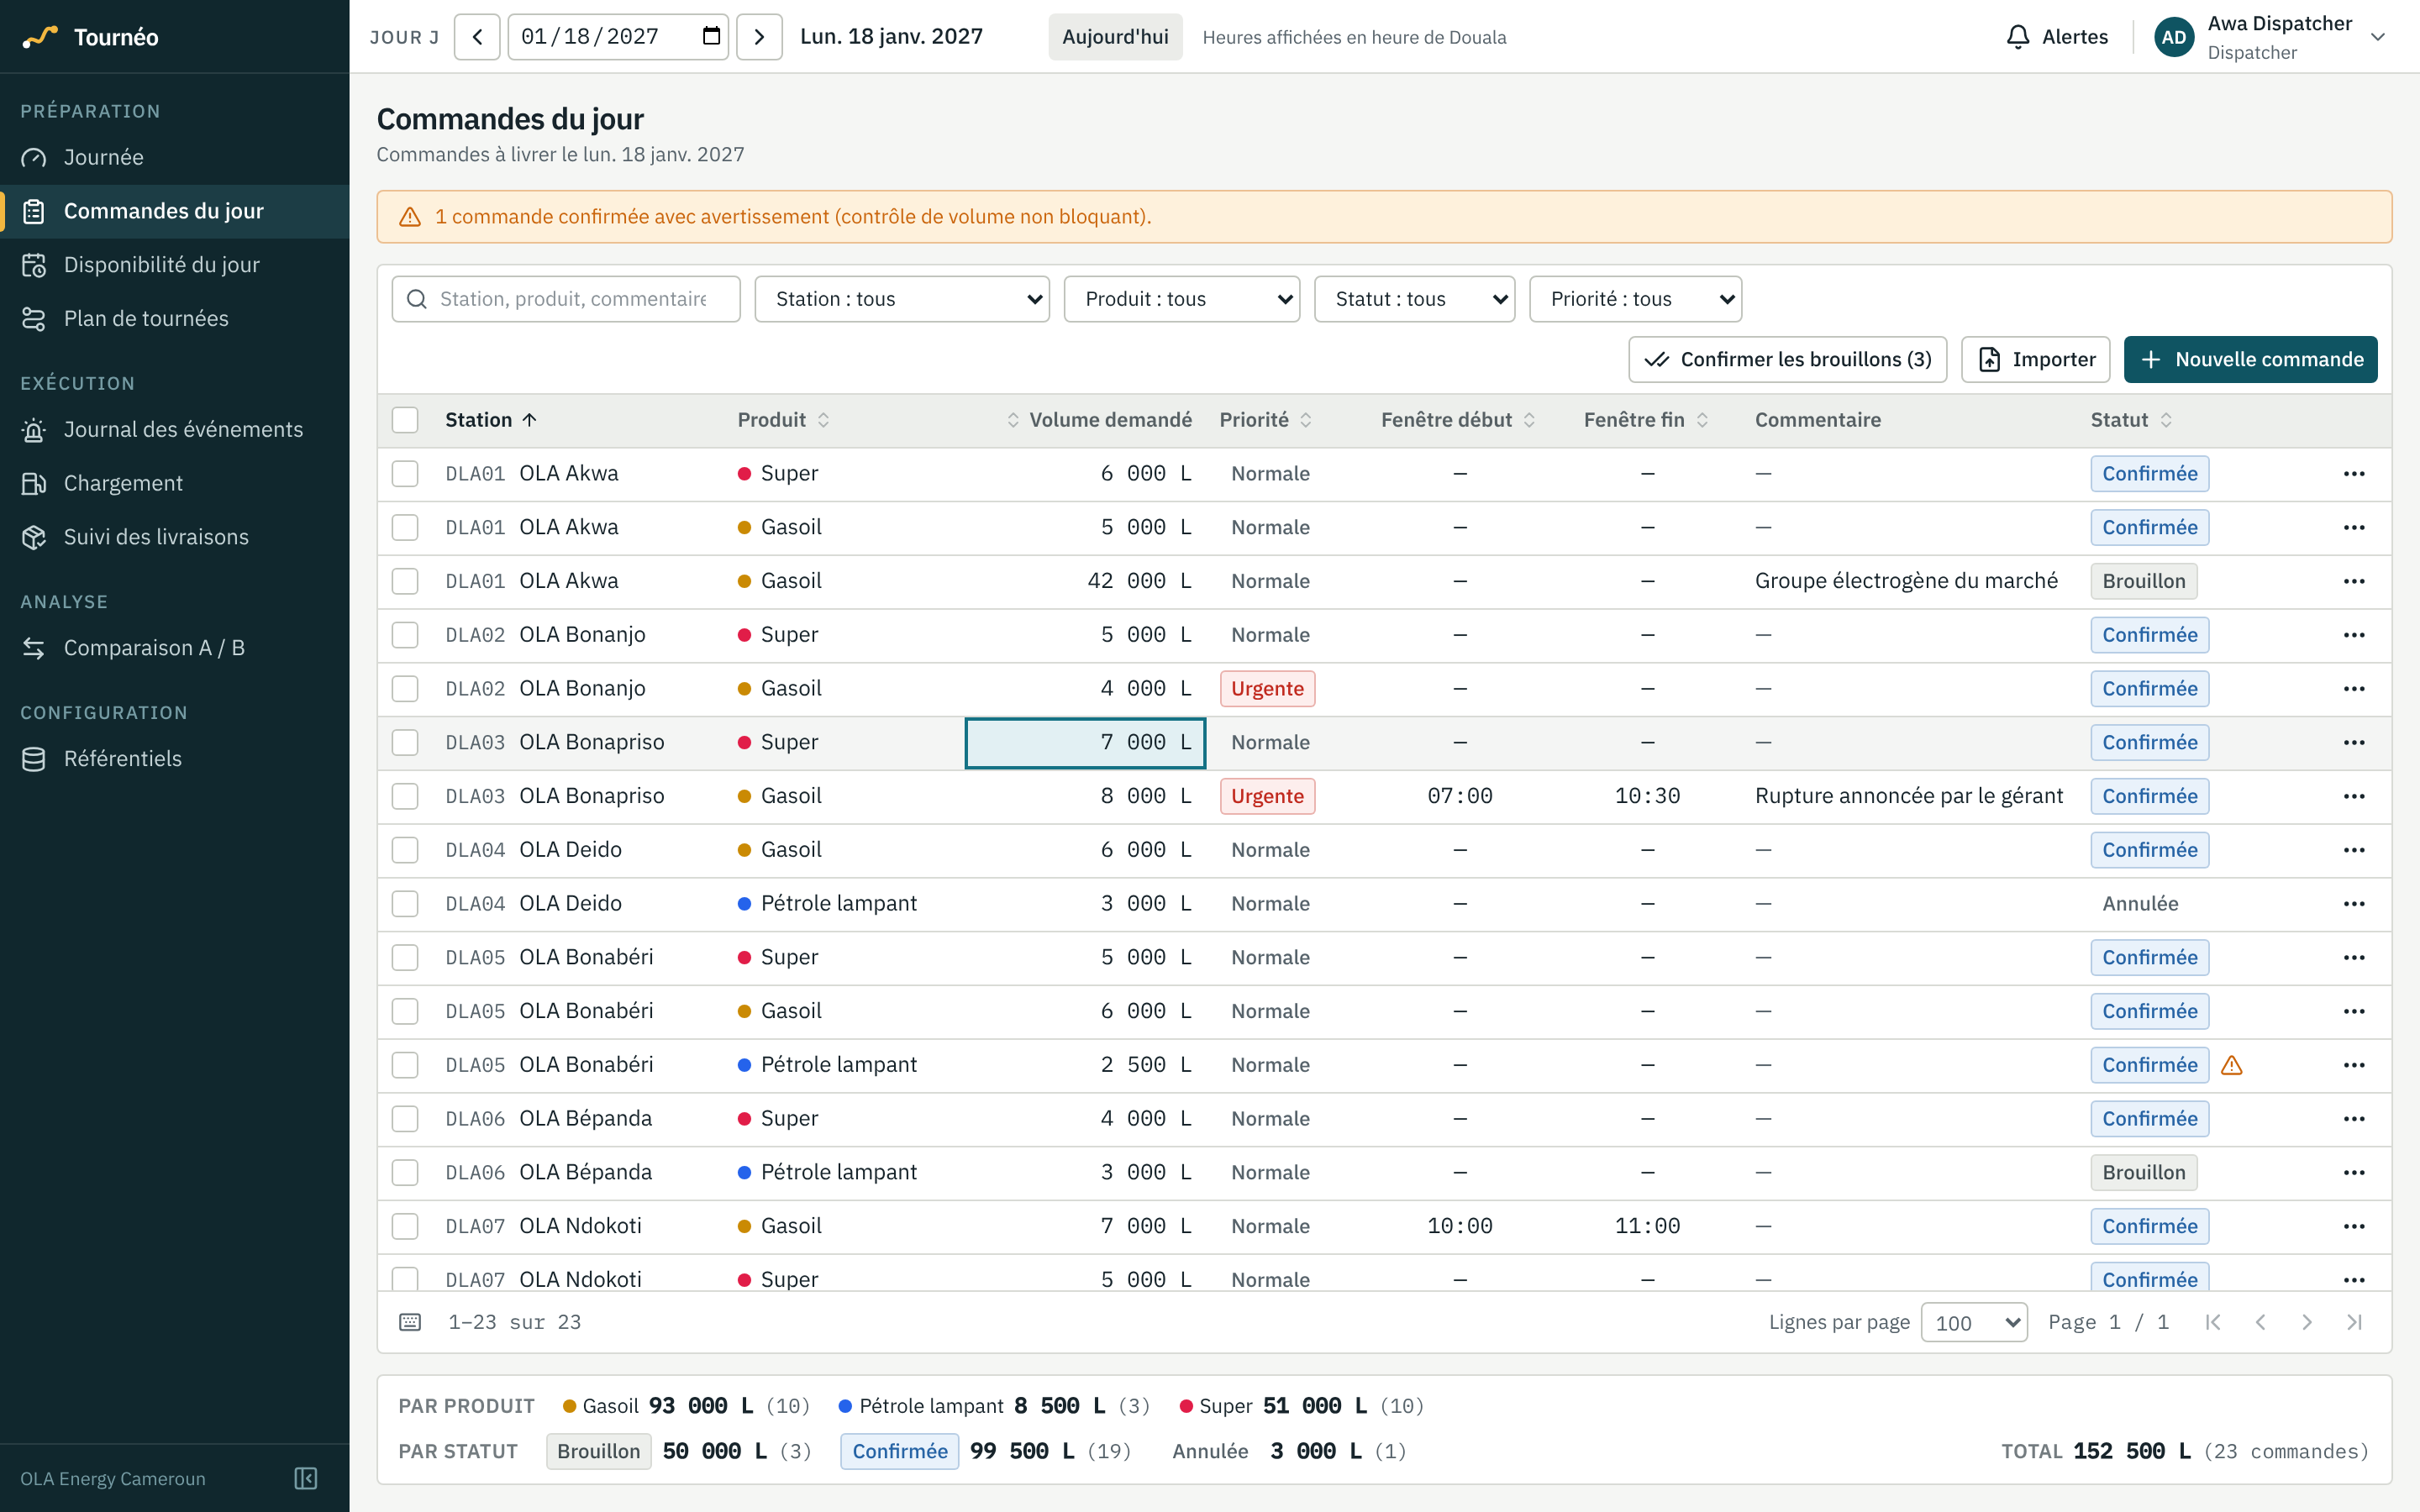 Tournéo
JOUR J
01/18/2027
Lun. 18 janv. 2027
Aujourd'hui
Heures affichées en heure de Douala
Alertes
AD
Awa Dispatcher
Dispatcher
PRÉPARATION
Journée
Commandes du jour
Disponibilité du jour
Plan de tournées
EXÉCUTION
Journal des événements
Chargement
Suivi des livraisons
ANALYSE
Comparaison A / B
CONFIGURATION
Référentiels
OLA Energy Cameroun
Commandes du jour
Commandes à livrer le lun. 18 janv. 2027
1 commande confirmée avec avertissement (contrôle de volume non bloquant).
Station, produit, commentaire
Station : tous
Produit : tous
Statut : tous
Priorité : tous
Confirmer les brouillons (3)
Importer
Nouvelle commande
Station Produit Volume demandé Priorité Fenêtre début Fenêtre fin Commentaire Statut
DLA01 OLA Akwa Super 6 000 L Normale – – — Confirmée
DLA01 OLA Akwa Gasoil 5 000 L Normale – – — Confirmée
DLA01 OLA Akwa Gasoil 42 000 L Normale – – Groupe électrogène du marché Brouillon
DLA02 OLA Bonanjo Super 5 000 L Normale – – — Confirmée
DLA02 OLA Bonanjo Gasoil 4 000 L Urgente – – — Confirmée
DLA03 OLA Bonapriso Super 7 000 L Normale – – — Confirmée
DLA03 OLA Bonapriso Gasoil 8 000 L Urgente 07:00 10:30 Rupture annoncée par le gérant Confirmée
DLA04 OLA Deido Gasoil 6 000 L Normale – – — Confirmée
DLA04 OLA Deido Pétrole lampant 3 000 L Normale – – — Annulée
DLA05 OLA Bonabéri Super 5 000 L Normale – – — Confirmée
DLA05 OLA Bonabéri Gasoil 6 000 L Normale – – — Confirmée
DLA05 OLA Bonabéri Pétrole lampant 2 500 L Normale – – — Confirmée
DLA06 OLA Bépanda Super 4 000 L Normale – – — Confirmée
DLA06 OLA Bépanda Pétrole lampant 3 000 L Normale – – — Brouillon
DLA07 OLA Ndokoti Gasoil 7 000 L Normale 10:00 11:00 — Confirmée
DLA07 OLA Ndokoti Super 5 000 L Normale – – — Confirmée
1–23 sur 23
Lignes par page 100 Page 1 / 1
PAR PRODUIT Gasoil 93 000 L (10) Pétrole lampant 8 500 L (3) Super 51 000 L (10)
PAR STATUT Brouillon 50 000 L (3) Confirmée 99 500 L (19) Annulée 3 000 L (1)
TOTAL 152 500 L (23 commandes)